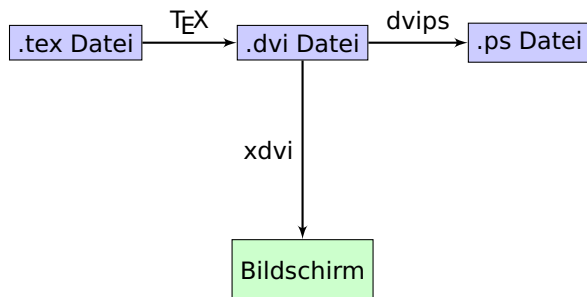 TEX
dvips
.tex Datei
.dvi Datei
.ps Datei
xdvi
Bildschirm